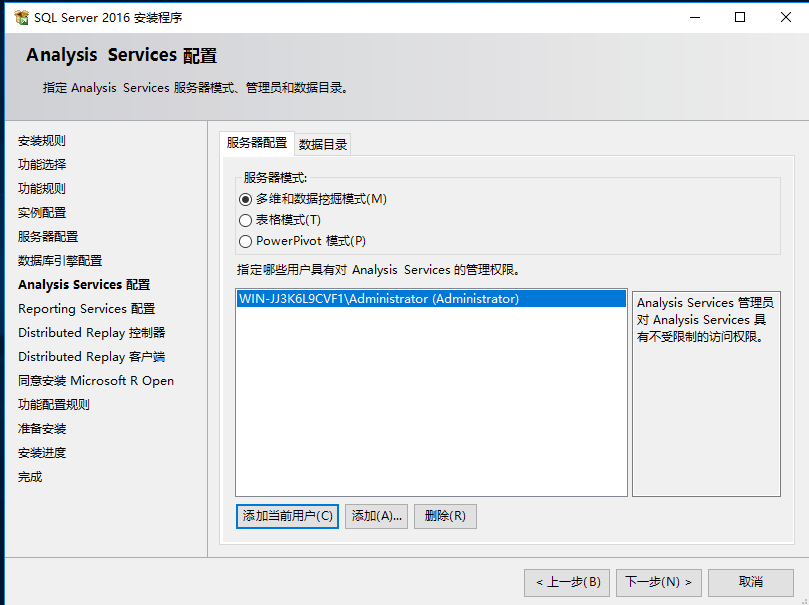 SQL Server 2016 安装程序
Analysis Services 配置
指定 Analysis Services 服务器模式、管理员和数据目录。
安装规则
功能选择
功能规则
实例配置
服务器配置
数据库引擎配置
Analysis Services 配置
Reporting Services 配置
Distributed Replay 控制器
Distributed Replay 客户端
同意安装 Microsoft R Open
功能配置规则
准备安装
安装进度
完成
服务器配置 数据目录
服务器模式:
多维和数据挖掘模式(M)
表格模式(T)
PowerPivot 模式(P)
指定哪些用户具有对 Analysis Services 的管理权限。
WIN-JJ3K6L9CVF1\Administrator (Administrator)
Analysis Services 管理员
对 Analysis Services 具
有不受限制的访问权限。
添加当前用户(C) 添加(A)... 删除(R)
< 上一步(B) 下一步(N) > 取消